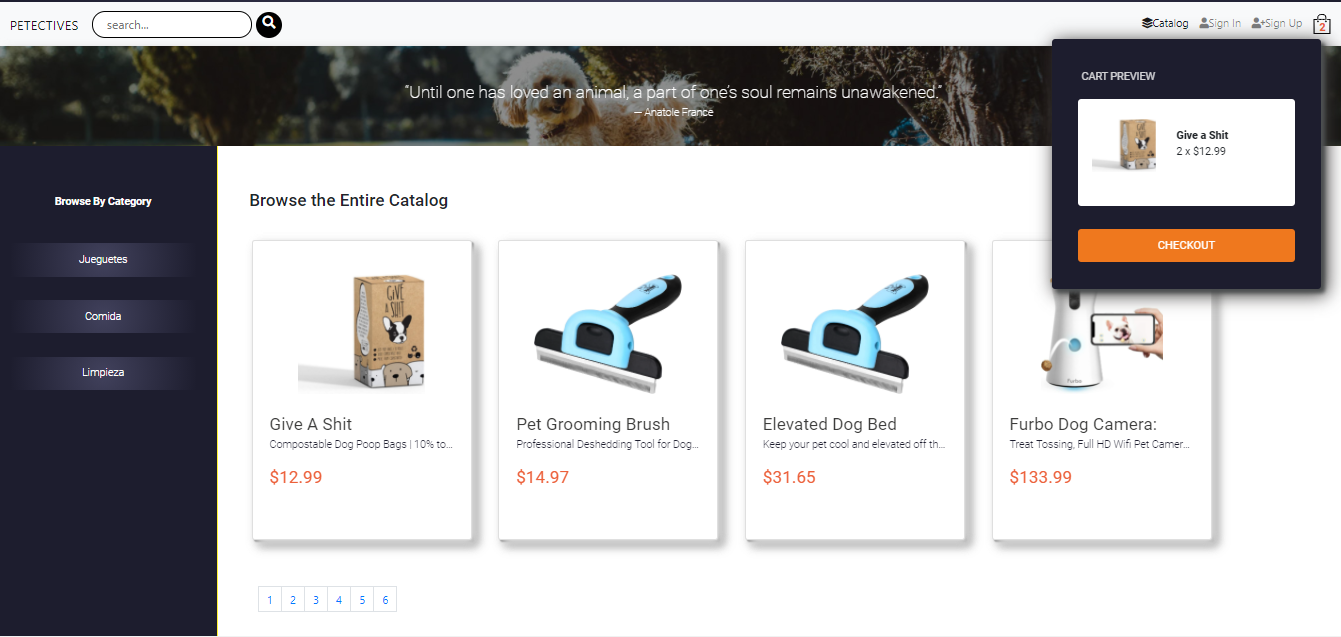 PETECTIVES
search...
Catalog
Sign In
Sign Up
2
“Until one has loved an animal, a part of one’s soul remains unawakened.”
— Anatole France
CART PREVIEW
Give a Shit
2 x $12.99
CHECKOUT
Browse By Category
Jueguetes
Comida
Limpieza
Browse the Entire Catalog
GIVE
A SHIT
Furbo
Give A Shit
Compostable Dog Poop Bags | 10% to...
$12.99
Pet Grooming Brush
Professional Deshedding Tool for Dog...
$14.97
Elevated Dog Bed
Keep your pet cool and elevated off th...
$31.65
Furbo Dog Camera:
Treat Tossing, Full HD Wifi Pet Camer...
$133.99
1 2 3 4 5 6